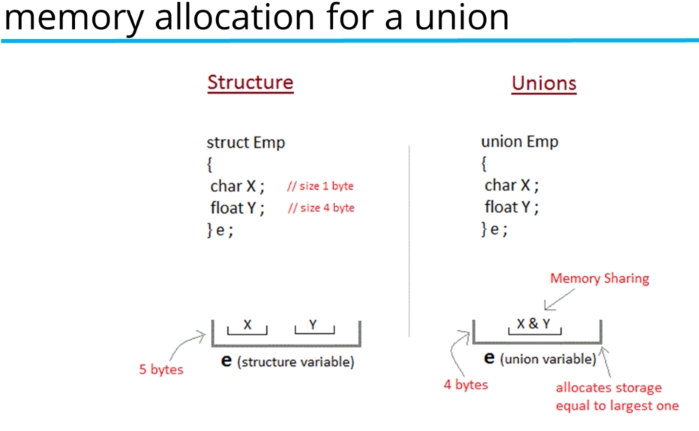 memory allocation for a union
Structure
struct Emp
{
char X ; // size 1 byte
float Y ; // size 4 byte
} e ;
X Y
5 bytes
e (structure variable)
Unions
union Emp
{
char X ;
float Y ;
} e ;
Memory Sharing
X & Y
e (union variable)
4 bytes
allocates storage
equal to largest one